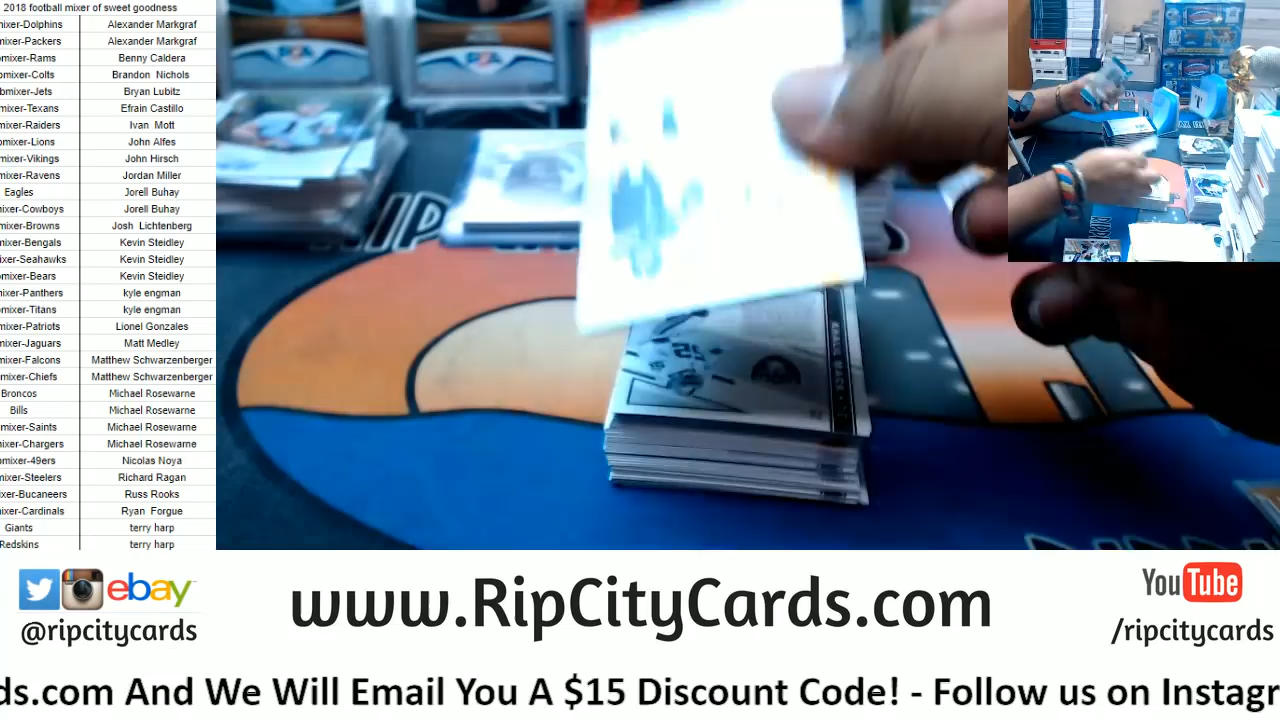 2018 football mixer of sweet goodness
mixer-Dolphins Alexander Markgraf
mixer-Packers Alexander Markgraf
omixer-Rams Benny Caldera
omixer-Colts Brandon Nichols
bmixer-Jets Bryan Lubitz
mixer-Texans Efrain Castillo
mixer-Raiders Ivan Mott
bmixer-Lions John Alfes
mixer-Vikings John Hirsch
mixer-Ravens Jordan Miller
Eagles Jorell Buhay
nixer-Cowboys Jorell Buhay
mixer-Browns Josh Lichtenberg
mixer-Bengals Kevin Steidley
ixer-Seahawks Kevin Steidley
omixer-Bears Kevin Steidley
mixer-Panthers kyle engman
omixer-Titans kyle engman
mixer-Patriots Lionel Gonzales
mixer-Jaguars Matt Medley
mixer-Falcons Matthew Schwarzenberger
mixer-Chiefs Matthew Schwarzenberger
Broncos Michael Rosewarne
Bills Michael Rosewarne
mixer-Saints Michael Rosewarne
nixer-Chargers Michael Rosewarne
omixer-49ers Nicolas Noya
mixer-Steelers Richard Ragan
xer-Bucaneers Russ Rooks
mixer-Cardinals Ryan Forgue
Giants terry harp
Redskins terry harp
RIP
ebay
@ripcitycards
www.RipCityCards.com
YouTube
/ripcitycards
ds.com And We Will Email You A $15 Discount Code! - Follow us on Instagr